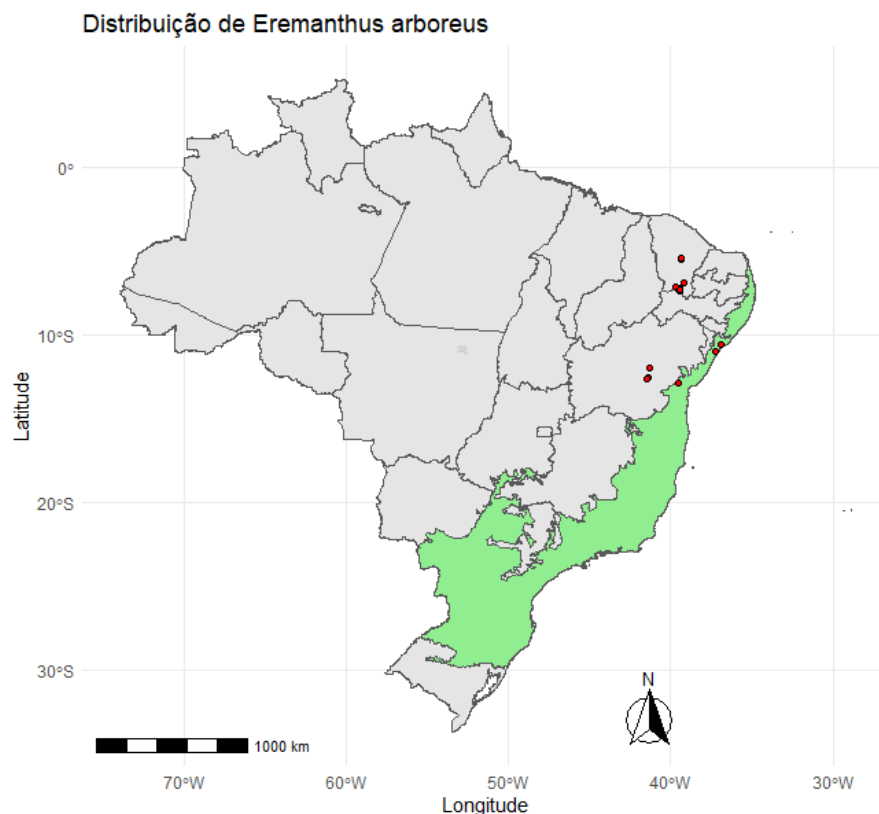 Distribuição de Eremanthus arboreus
0°
10°S
20°S
30°S
Latitude
N
1000 km
70°W
60°W
50°W
40°W
30°W
Longitude